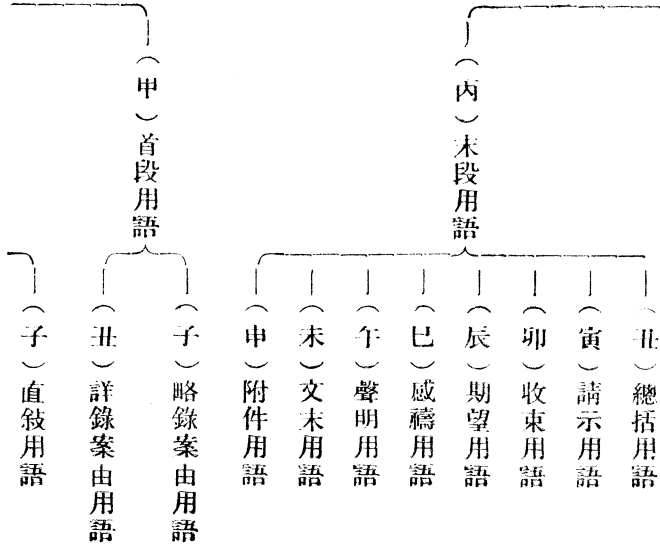 （丙）末段用語
（丑）總括用語
（寅）請示用語
（卯）收束用語
（辰）期望用語
（巳）感禱用語
（午）聲明用語
（未）文末用語
（申）附件用語
（甲）首段用語
（子）略錄案由用語
（丑）詳錄案由用語
（子）直敍用語